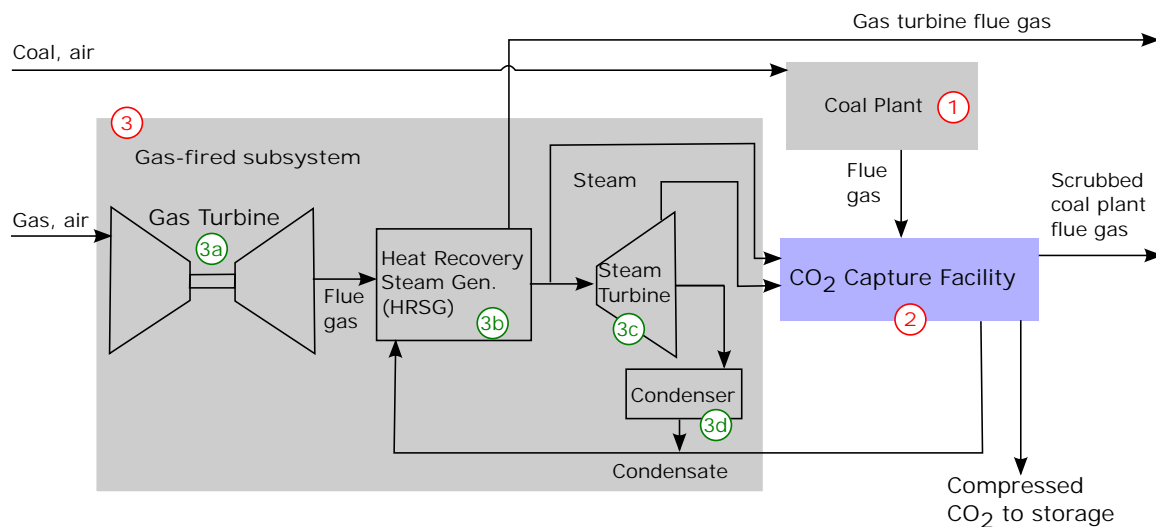 Gas turbine flue gas
Coal, air
Coal Plant
1
3
Gas-fired subsystem
Steam
Flue
gas
Scrubbed
coal plant
flue gas
Gas, air
Gas Turbine
3a
Heat Recovery
Steam Gen.
(HRSG)
3b
Flue
gas
Steam
Turbine
3c
CO2 Capture Facility
2
Condenser
3d
Condensate
Compressed
CO2 to storage